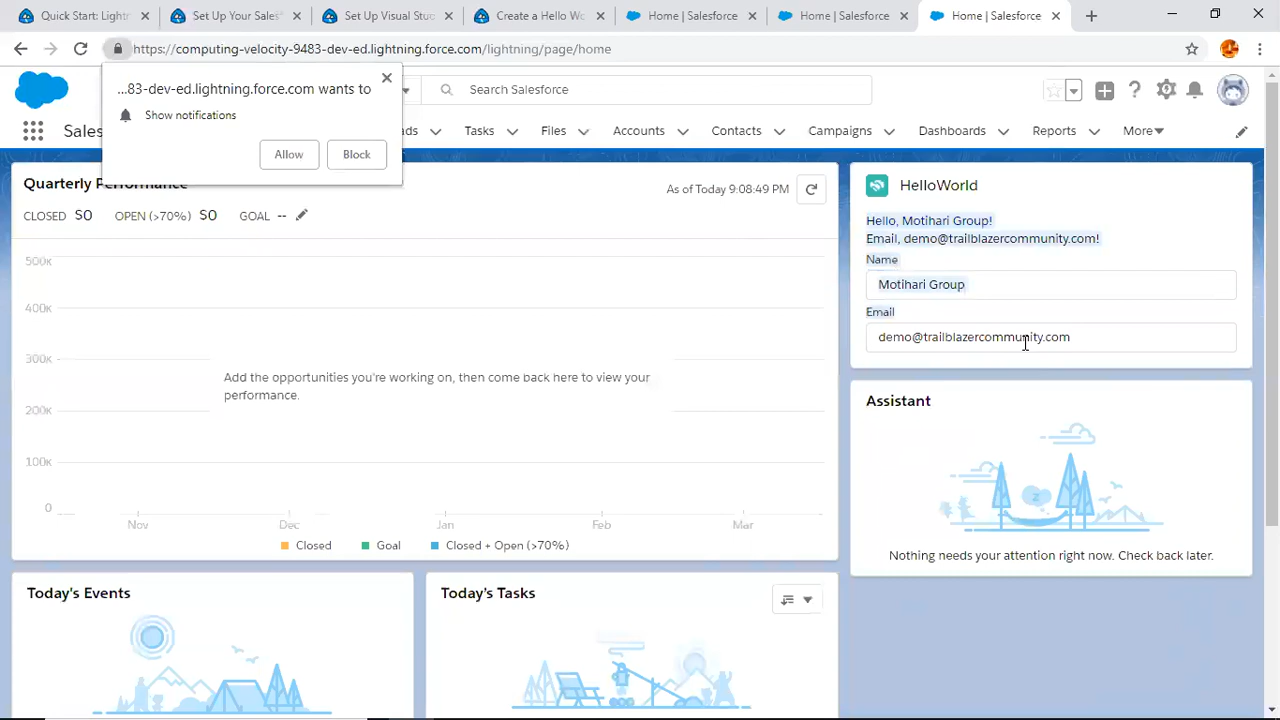 Quick Start: Lightn
Set Up Your Sales
Set Up Visual Stud
Create a Hello Wo
Home | Salesforce
Home | Salesforce
Home | Salesforce
https://computing-velocity-9483-dev-ed.lightning.force.com/lightning/page/home
...83-dev-ed.lightning.force.com wants to
Show notifications
Allow
Block
Search Salesforce
Sales
ads
Tasks
Files
Accounts
Contacts
Campaigns
Dashboards
Reports
More
Quarterly Performance
As of Today 9:08:49 PM
CLOSED $0 OPEN (>70%) $0 GOAL --
500K
400K
300K
200K
100K
0
Add the opportunities you're working on, then come back here to view your
performance.
Nov Dec Jan Feb Mar
Closed Goal Closed + Open (>70%)
HelloWorld
Hello, Motihari Group!
Email, demo@trailblazercommunity.com!
Name
Motihari Group
Email
demo@trailblazercommunity.com
Assistant
z
Nothing needs your attention right now. Check back later.
Today's Events
Today's Tasks